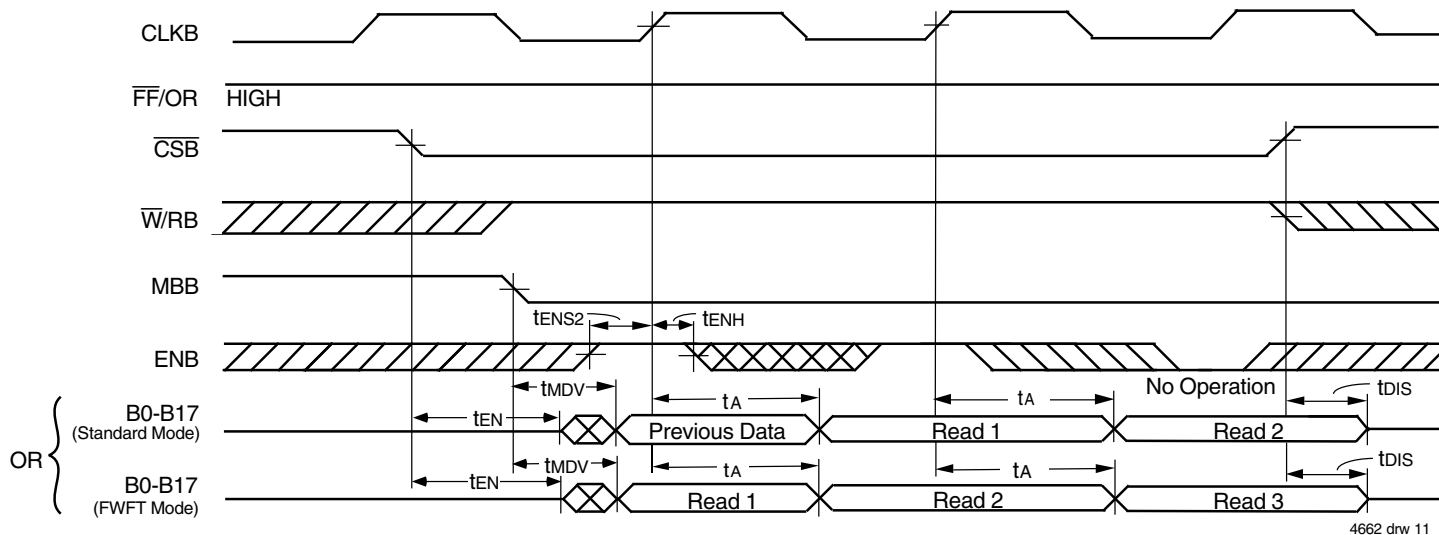 CLKB
FF/OR HIGH
CSB
W/RB
MBB
tENS2 tENH
ENB
No Operation
tMDV tA tA tDIS
tEN
B0-B17
(Standard Mode)
Previous Data Read 1 Read 2
OR
tMDV tA tA tDIS
tEN
B0-B17
(FWFT Mode)
Read 1 Read 2 Read 3
4662 drw 11